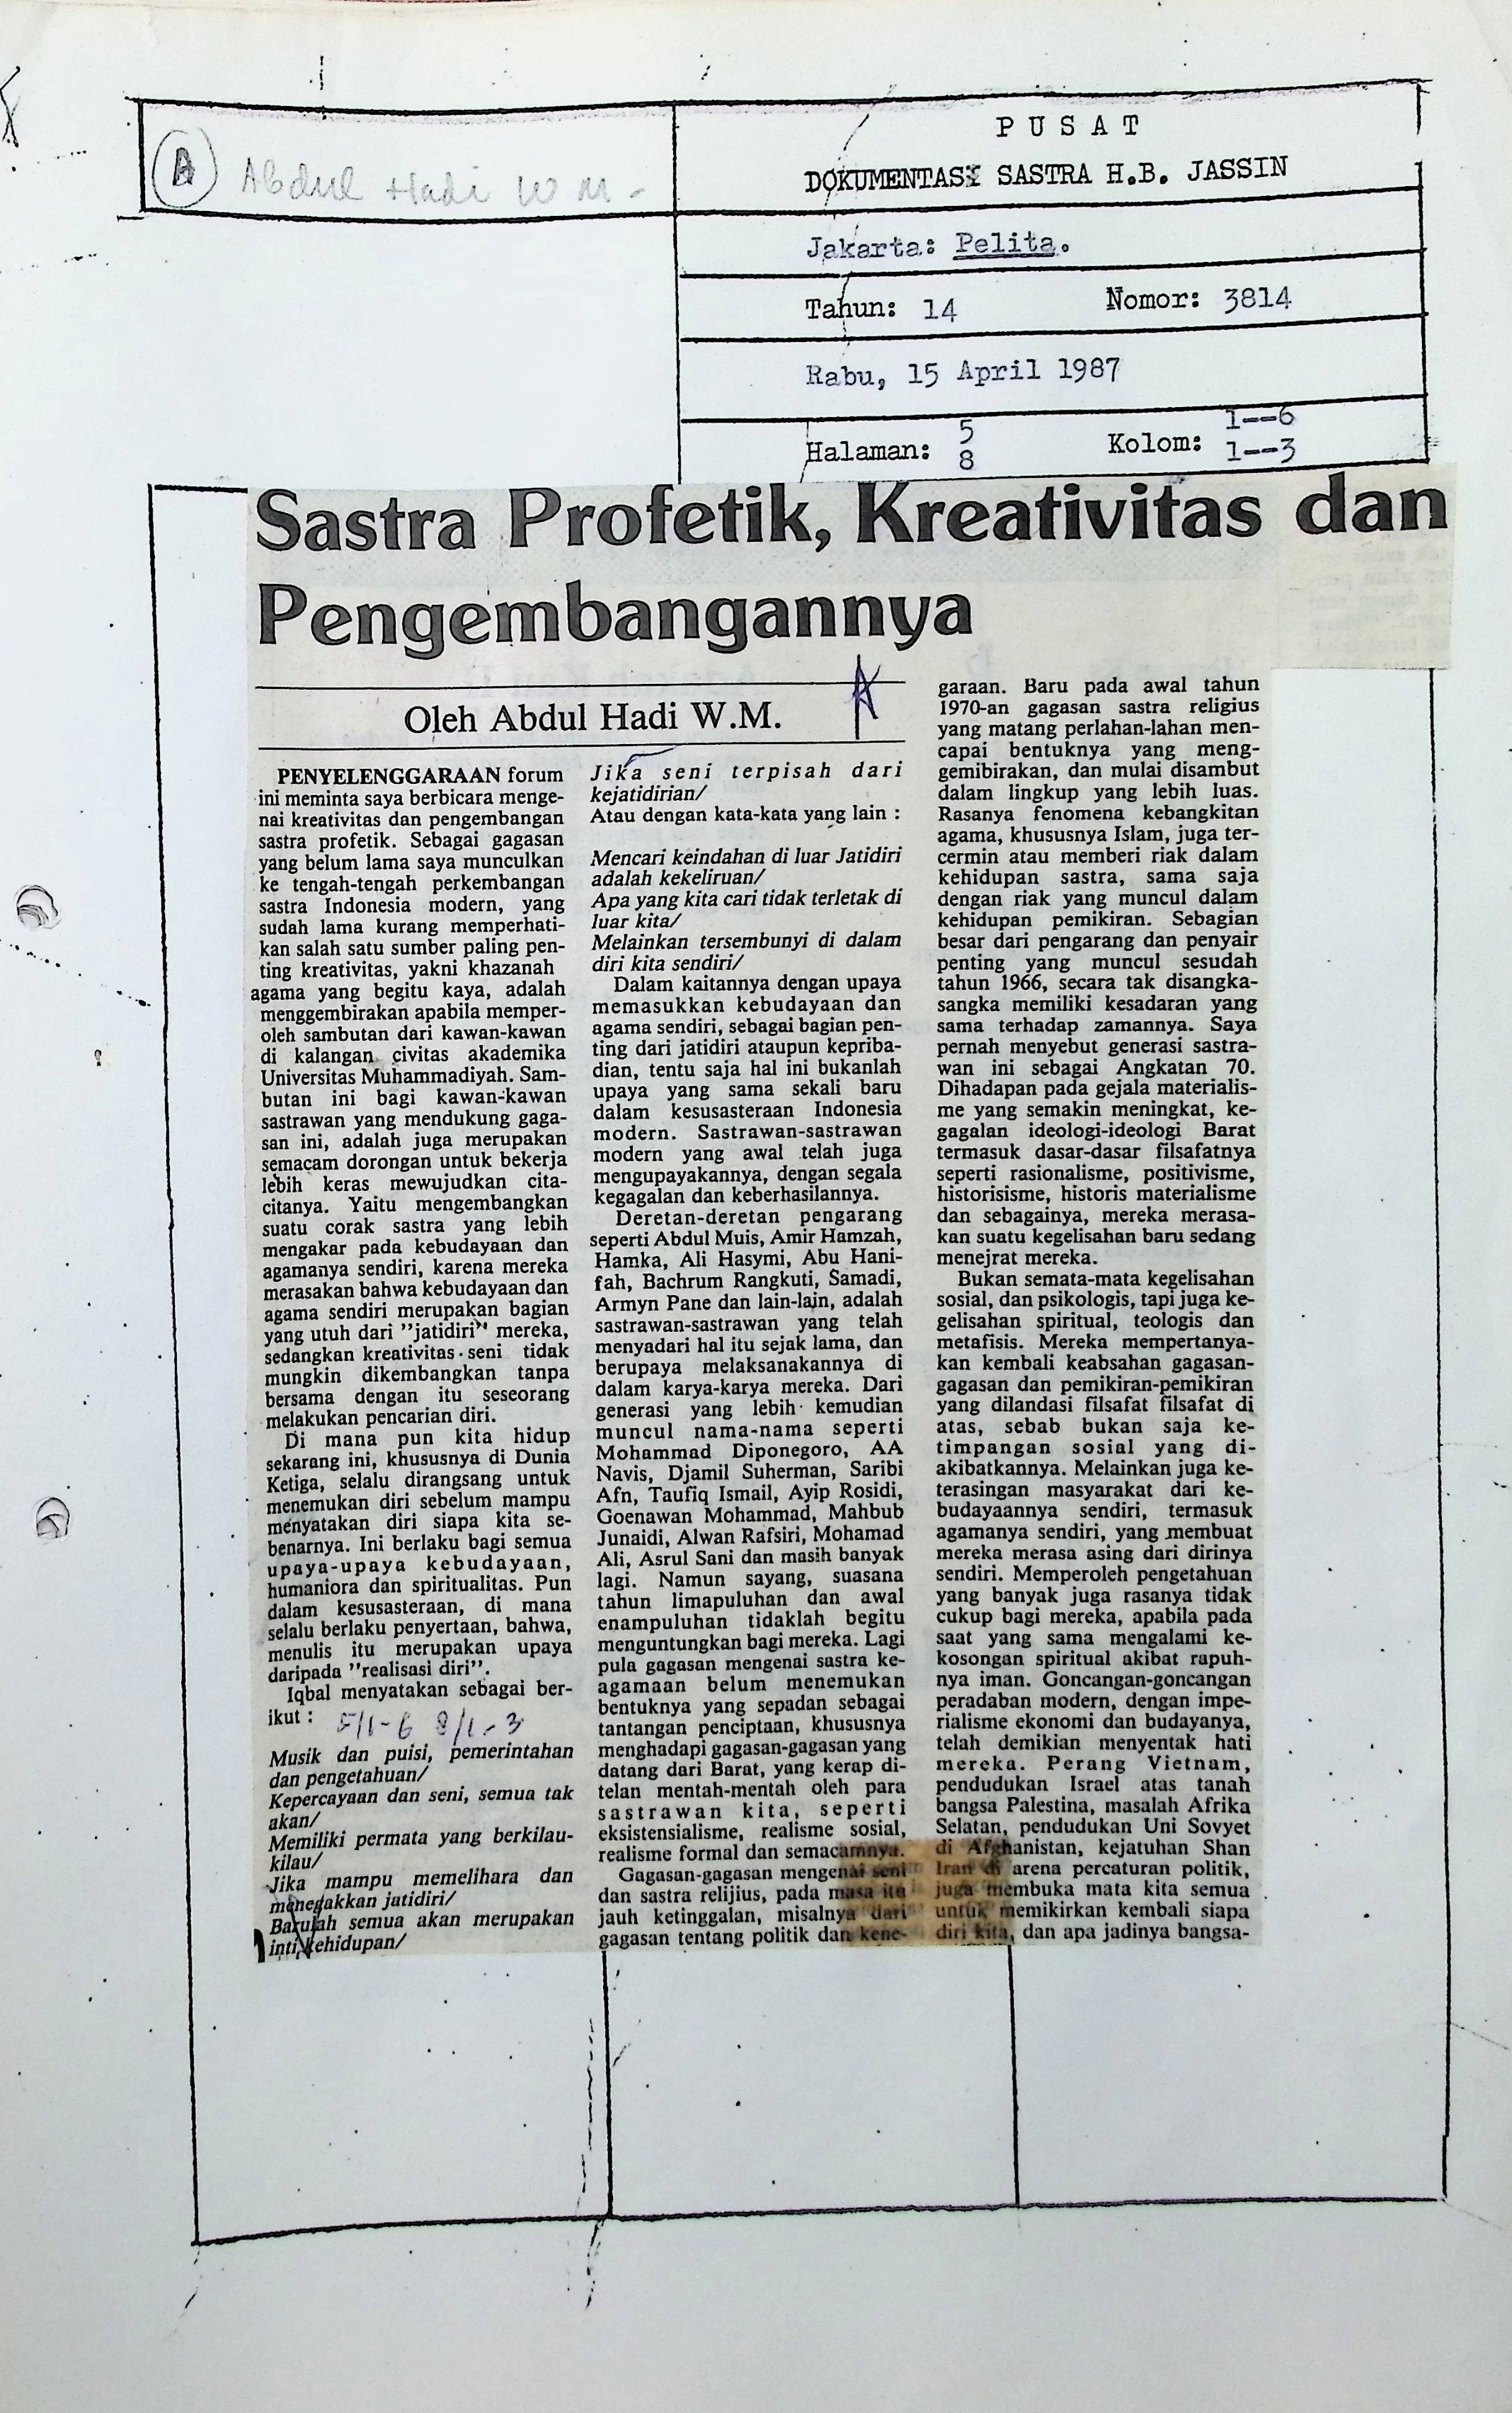 A Abdul Hadi W M -
PUSAT
DOKUMENTASI SASTRA H.B. JASSIN
Jakarta: Pelita.
Tahun: 14 Nomor: 3814
Rabu, 15 April 1987
Halaman: 5 8 Kolom: 1--6 1--3
Sastra Profetik, Kreativitas dan
Pengembangannya
Oleh Abdul Hadi W.M.
PENYELENGGARAAN forum
ini meminta saya berbicara menge-
nai kreativitas dan pengembangan
sastra profetik. Sebagai gagasan
yang belum lama saya munculkan
ke tengah-tengah perkembangan
sastra Indonesia modern, yang
sudah lama kurang memperhati-
kan salah satu sumber paling pen-
ting kreativitas, yakni khazanah
agama yang begitu kaya, adalah
menggembirakan apabila memper-
oleh sambutan dari kawan-kawan
di kalangan civitas akademika
Universitas Muhammadiyah. Sam-
butan ini bagi kawan-kawan
sastrawan yang mendukung gaga-
san ini, adalah juga merupakan
semacam dorongan untuk bekerja
lebih keras mewujudkan cita-
citanya. Yaitu mengembangkan
suatu corak sastra yang lebih
mengakar pada kebudayaan dan
agamanya sendiri, karena mereka
merasakan bahwa kebudayaan dan
agama sendiri merupakan bagian
yang utuh dari "jatidiri" mereka,
sedangkan kreativitas seni tidak
mungkin dikembangkan tanpa
bersama dengan itu seseorang
melakukan pencarian diri.
Di mana pun kita hidup
sekarang ini, khususnya di Dunia
Ketiga, selalu dirangsang untuk
menemukan diri sebelum mampu
menyatakan diri siapa kita se-
benarnya. Ini berlaku bagi semua
upaya-upaya kebudayaan,
humaniora dan spiritualitas. Pun
dalam kesusasteraan, di mana
selalu berlaku penyertaan, bahwa,
menulis itu merupakan upaya
daripada "realisasi diri".
Iqbal menyatakan sebagai ber-
ikut : 5/1-6 8/1-3
Musik dan puisi, pemerintahan
dan pengetahuan/
Kepercayaan dan seni, semua tak
akan/
Memiliki permata yang berkilau-
kilau/
Jika mampu memelihara dan
menegakkan jatidiri/
Barulah semua akan merupakan
inti kehidupan/
Jika seni terpisah dari
kejatidirian/
Atau dengan kata-kata yang lain :
Mencari keindahan di luar Jatidiri
adalah kekeliruan/
Apa yang kita cari tidak terletak di
luar kita/
Melainkan tersembunyi di dalam
diri kita sendiri/
Dalam kaitannya dengan upaya
memasukkan kebudayaan dan
agama sendiri, sebagai bagian pen-
ting dari jatidiri ataupun kepriba-
dian, tentu saja hal ini bukanlah
upaya yang sama sekali baru
dalam kesusasteraan Indonesia
modern. Sastrawan-sastrawan
modern yang awal telah juga
mengupayakannya, dengan segala
kegagalan dan keberhasilannya.
Deretan-deretan pengarang
seperti Abdul Muis, Amir Hamzah,
Hamka, Ali Hasymi, Abu Hani-
fah, Bachrum Rangkuti, Samadi,
Armyn Pane dan lain-lain, adalah
sastrawan-sastrawan yang telah
menyadari hal itu sejak lama, dan
berupaya melaksanakannya di
dalam karya-karya mereka. Dari
generasi yang lebih kemudian
muncul nama-nama seperti
Mohammad Diponegoro, AA
Navis, Djamil Suherman, Saribi
Afn, Taufiq Ismail, Ayip Rosidi,
Goenawan Mohammad, Mahbub
Junaidi, Alwan Rafsiri, Mohamad
Ali, Asrul Sani dan masih banyak
lagi. Namun sayang, suasana
tahun limapuluhan dan awal
enampuluhan tidaklah begitu
menguntungkan bagi mereka. Lagi
pula gagasan mengenai sastra ke-
agamaan belum menemukan
bentuknya yang sepadan sebagai
tantangan penciptaan, khususnya
menghadapi gagasan-gagasan yang
datang dari Barat, yang kerap di-
telan mentah-mentah oleh para
sastrawan kita, seperti
eksistensialisme, realisme sosial,
realisme formal dan semacamnya.
Gagasan-gagasan mengenai seni
dan sastra relijius, pada masa itu
jauh ketinggalan, misalnya dari
gagasan tentang politik dan kene-
garaan. Baru pada awal tahun
1970-an gagasan sastra religius
yang matang perlahan-lahan men-
capai bentuknya yang meng-
gemibirakan, dan mulai disambut
dalam lingkup yang lebih luas.
Rasanya fenomena kebangkitan
agama, khususnya Islam, juga ter-
cermin atau memberi riak dalam
kehidupan sastra, sama saja
dengan riak yang muncul dalam
kehidupan pemikiran. Sebagian
besar dari pengarang dan penyair
penting yang muncul sesudah
tahun 1966, secara tak disangka-
sangka memiliki kesadaran yang
sama terhadap zamannya. Saya
pernah menyebut generasi sastra-
wan ini sebagai Angkatan 70.
Dihadapan pada gejala materialis-
me yang semakin meningkat, ke-
gagalan ideologi-ideologi Barat
termasuk dasar-dasar filsafatnya
seperti rasionalisme, positivisme,
historisisme, historis materialisme
dan sebagainya, mereka merasa-
kan suatu kegelisahan baru sedang
menejrat mereka.
Bukan semata-mata kegelisahan
sosial, dan psikologis, tapi juga ke-
gelisahan spiritual, teologis dan
metafisis. Mereka mempertanya-
kan kembali keabsahan gagasan-
gagasan dan pemikiran-pemikiran
yang dilandasi filsafat filsafat di
atas, sebab bukan saja ke-
timpangan sosial yang di-
akibatkannya. Melainkan juga ke-
terasingan masyarakat dari ke-
budayaannya sendiri, termasuk
agamanya sendiri, yang membuat
mereka merasa asing dari dirinya
sendiri. Memperoleh pengetahuan
yang banyak juga rasanya tidak
cukup bagi mereka, apabila pada
saat yang sama mengalami ke-
kosongan spiritual akibat rapuh-
nya iman. Goncangan-goncangan
peradaban modern, dengan impe-
rialisme ekonomi dan budayanya,
telah demikian menyentak hati
mereka. Perang Vietnam,
pendudukan Israel atas tanah
bangsa Palestina, masalah Afrika
Selatan, pendudukan Uni Sovyet
di Afghanistan, kejatuhan Shan
Iran di arena percaturan politik,
juga membuka mata kita semua
untuk memikirkan kembali siapa
diri kita, dan apa jadinya bangsa-